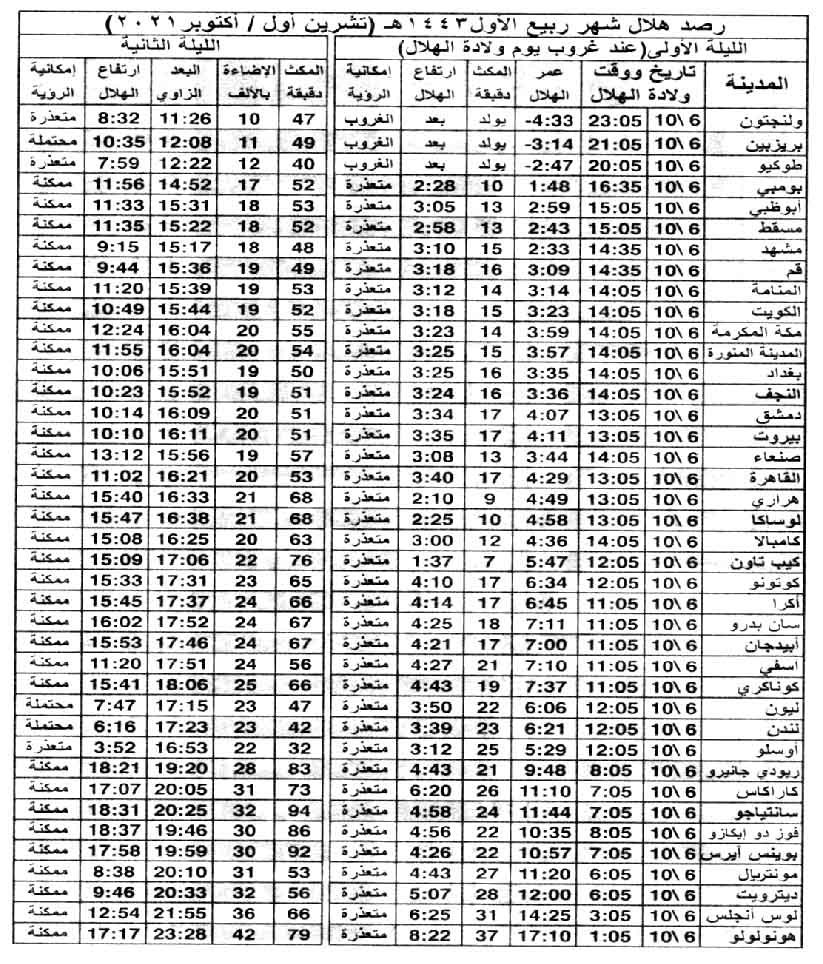 رصد هلال شهر ربيع الأول١٤٤٣هـ (تشرين أول / أكتوبر٢٠٢١)
الليلة الأولى(عند غروب يوم ولادة الهلال) الليلة الثانية
المدينة تاريخ ووقت ولادة الهلال عمر الهلال المكث دقيقة ارتفاع الهلال إمكانية الرؤية المكث دقيقة الإضاءة بالألف البعد الزاوي ارتفاع الهلال إمكانية الرؤية
ولنجتون 6 \10 23:05 -4:33 يولد بعد الغروب 47 10 11:26 8:32 متعذرة
بريزبين 6 \10 21:05 -3:14 يولد بعد الغروب 49 11 12:08 10:35 محتملة
طوكيو 6 \10 20:05 -2:47 يولد بعد الغروب 40 12 12:22 7:59 متعذرة
بومبي 6 \10 16:35 1:48 10 2:28 متعذرة 52 17 14:52 11:56 ممكنة
أبوظبي 6 \10 15:05 2:59 13 3:05 متعذرة 53 18 15:31 11:33 ممكنة
مسقط 6 \10 15:05 2:43 13 2:58 متعذرة 52 18 15:22 11:35 ممكنة
مشهد 6 \10 14:35 2:33 15 3:10 متعذرة 48 18 15:17 9:15 ممكنة
قم 6 \10 14:35 3:09 16 3:18 متعذرة 49 19 15:36 9:44 ممكنة
المنامة 6 \10 14:05 3:14 14 3:12 متعذرة 53 19 15:39 11:20 ممكنة
الكويت 6 \10 14:05 3:23 15 3:18 متعذرة 52 19 15:44 10:49 ممكنة
مكة المكرمة 6 \10 14:05 3:59 14 3:23 متعذرة 55 20 16:04 12:24 ممكنة
المدينة المنورة 6 \10 14:05 3:57 15 3:25 متعذرة 54 20 16:04 11:55 ممكنة
بغداد 6 \10 14:05 3:35 16 3:25 متعذرة 50 19 15:51 10:06 ممكنة
النجف 6 \10 14:05 3:36 16 3:24 متعذرة 51 19 15:52 10:23 ممكنة
دمشق 6 \10 13:05 4:07 17 3:34 متعذرة 51 20 16:09 10:14 ممكنة
بيروت 6 \10 13:05 4:11 17 3:35 متعذرة 51 20 16:11 10:10 ممكنة
صنعاء 6 \10 14:05 3:44 13 3:08 متعذرة 57 19 15:56 13:12 ممكنة
القاهرة 6 \10 13:05 4:29 17 3:40 متعذرة 53 20 16:21 11:02 ممكنة
هراري 6 \10 13:05 4:49 9 2:10 متعذرة 68 21 16:33 15:40 ممكنة
لوساكا 6 \10 13:05 4:58 10 2:25 متعذرة 68 21 16:38 15:47 ممكنة
كامبالا 6 \10 14:05 4:36 12 3:00 متعذرة 63 20 16:25 15:08 ممكنة
كيب تاون 6 \10 12:05 5:47 7 1:37 متعذرة 76 22 17:06 15:09 ممكنة
كوتونو 6 \10 12:05 6:34 17 4:10 متعذرة 65 23 17:31 15:33 ممكنة
أكرا 6 \10 11:05 6:45 17 4:14 متعذرة 66 24 17:37 15:45 ممكنة
سان بدرو 6 \10 11:05 7:11 18 4:25 متعذرة 67 24 17:52 16:02 ممكنة
أبيدجان 6 \10 11:05 7:00 17 4:21 متعذرة 67 24 17:46 15:53 ممكنة
اسفي 6 \10 11:05 7:10 21 4:27 متعذرة 56 24 17:51 11:20 ممكنة
كوناكري 6 \10 11:05 7:37 19 4:43 متعذرة 66 25 18:06 15:41 ممكنة
نيون 6 \10 12:05 6:06 22 3:50 متعذرة 47 23 17:15 7:47 محتملة
لندن 6 \10 12:05 6:21 23 3:39 متعذرة 42 23 17:23 6:16 محتملة
أوسلو 6 \10 12:05 5:29 25 3:12 متعذرة 32 22 16:53 3:52 متعذرة
ريودي جانيرو 6 \10 8:05 9:48 21 4:43 متعذرة 83 28 19:20 18:21 ممكنة
كاراكاس 6 \10 7:05 11:10 26 6:20 متعذرة 73 31 20:05 17:07 ممكنة
سانتياجو 6 \10 7:05 11:44 24 4:58 متعذرة 94 32 20:25 18:31 ممكنة
فوز دو إيكازو 6 \10 8:05 10:35 22 4:56 متعذرة 86 30 19:46 18:37 ممكنة
بوينس آيرس 6 \10 7:05 10:57 22 4:26 متعذرة 92 30 19:59 17:58 ممكنة
مونتريال 6 \10 6:05 11:20 27 4:43 متعذرة 53 31 20:10 8:38 ممكنة
ديترويت 6 \10 6:05 12:00 28 5:07 متعذرة 56 32 20:33 9:46 ممكنة
لوس أنجلس 6 \10 3:05 14:25 31 6:25 متعذرة 66 36 21:55 12:54 ممكنة
هونولولو 6 \10 1:05 17:10 37 8:22 متعذرة 79 42 23:28 17:17 ممكنة